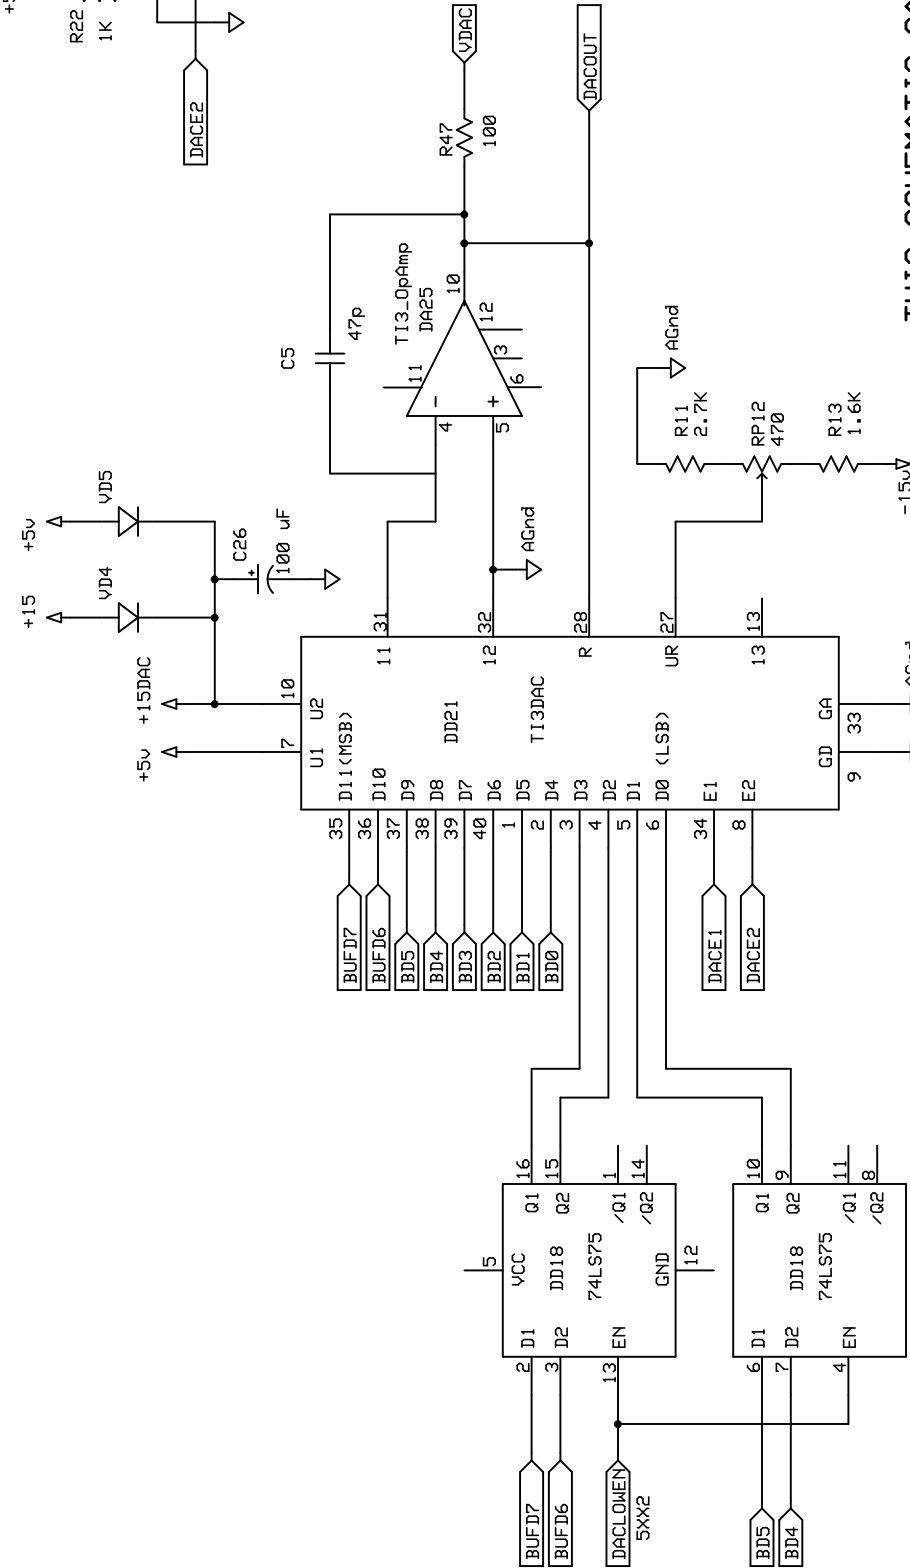 +5
R22
1K
DACE2
VDAC
R47
100
DACOUT
C5
47p
TI3_OpAmp
DA25
10
11
12
3
6
-
+
4
5
+5v
VD5
+15
VD4
C26
+
100 uF
+15DAC
+5v
AGnd
AGnd
R11
2.7K
RP12
470
R13
1.6K
-15v
10
7
U2
U1
31
11
32
12
28
R
27
UR
13
13
DD21
TI3DAC
GA
33
GD
9
35 D11(MSB)
36 D10
37 D9
38 D8
39 D7
40 D6
1 D5
2 D4
3 D3
4 D2
5 D1
6 D0 (LSB)
34 E1
8 E2
BUFD7
BUFD6
BD5
BD4
BD3
BD2
BD1
BD0
DACE1
DACE2
5
VCC
DD18
74LS75
GND
12
Q1 16
Q2 15
/Q1 1
/Q2 14
2 D1
3 D2
13 EN
BUFD7
BUFD6
DACLOWEN
5XX2
DD18
74LS75
Q1 10
Q2 9
/Q1 11
/Q2 8
6 D1
7 D2
4 EN
BD5
BD4